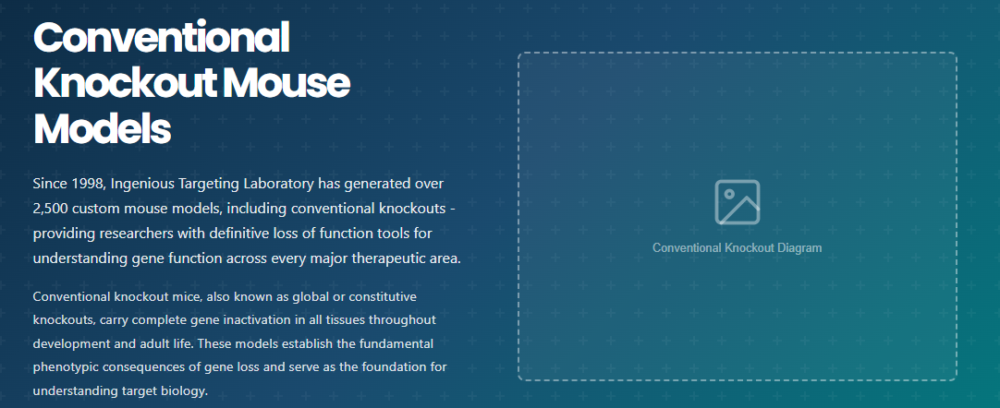 Conventional
Knockout Mouse
Models
Since 1998, Ingenious Targeting Laboratory has generated over
2,500 custom mouse models, including conventional knockouts -
providing researchers with definitive loss of function tools for
understanding gene function across every major therapeutic area.
Conventional knockout mice, also known as global or constitutive
knockouts, carry complete gene inactivation in all tissues throughout
development and adult life. These models establish the fundamental
phenotypic consequences of gene loss and serve as the foundation for
understanding target biology.
Conventional Knockout Diagram